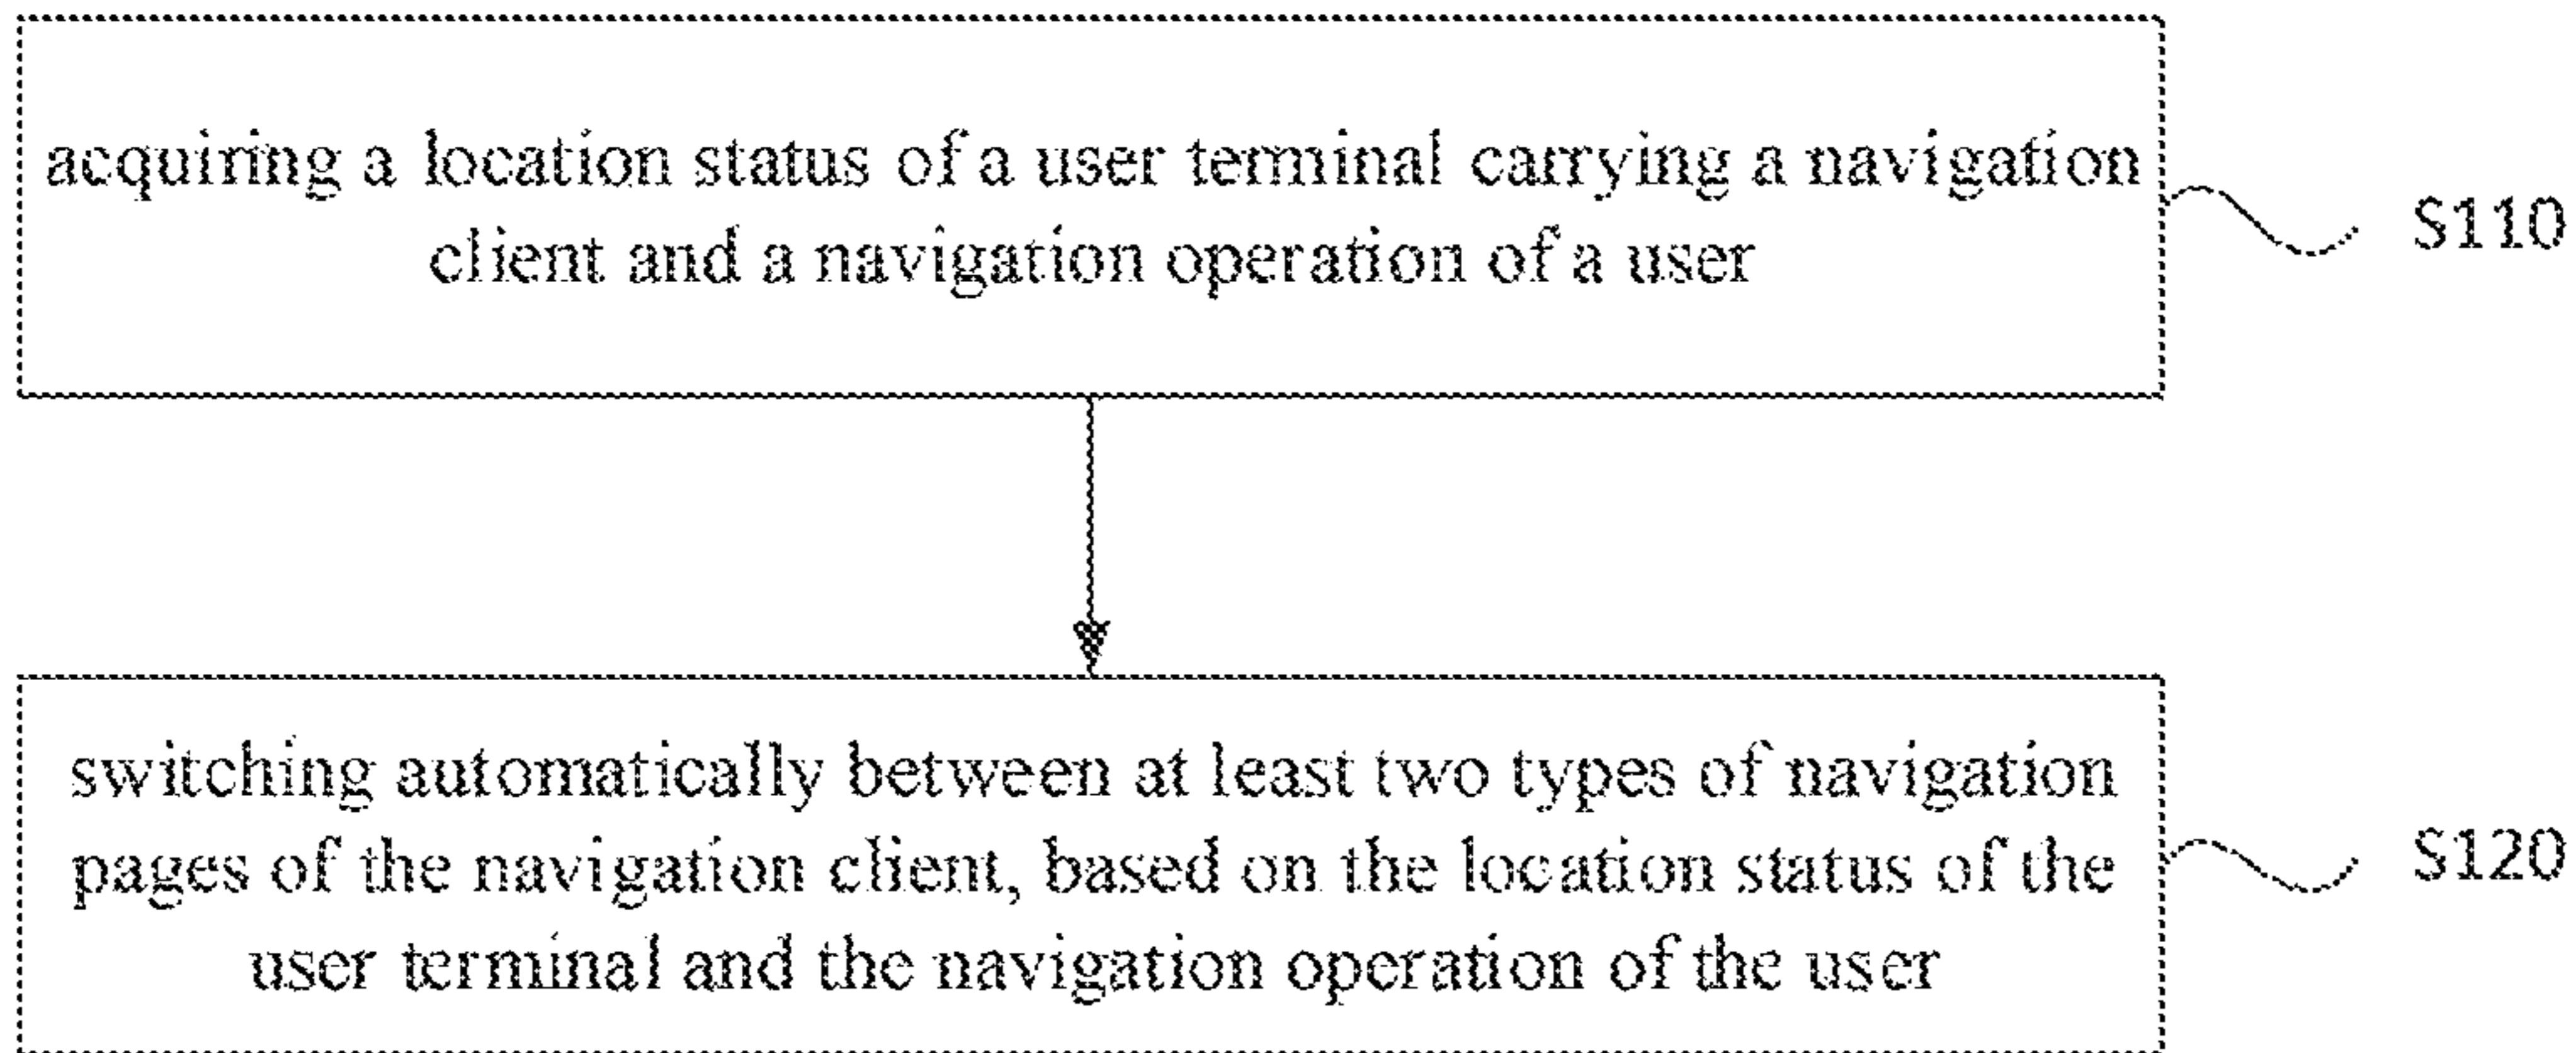 acquiring a location status of a user terminal carrying a navigation
client and a navigation operation of a user
S110
switching automatically between at least two types of navigation
pages of the navigation client, based on the location status of the
user terminal and the navigation operation of the user
S120